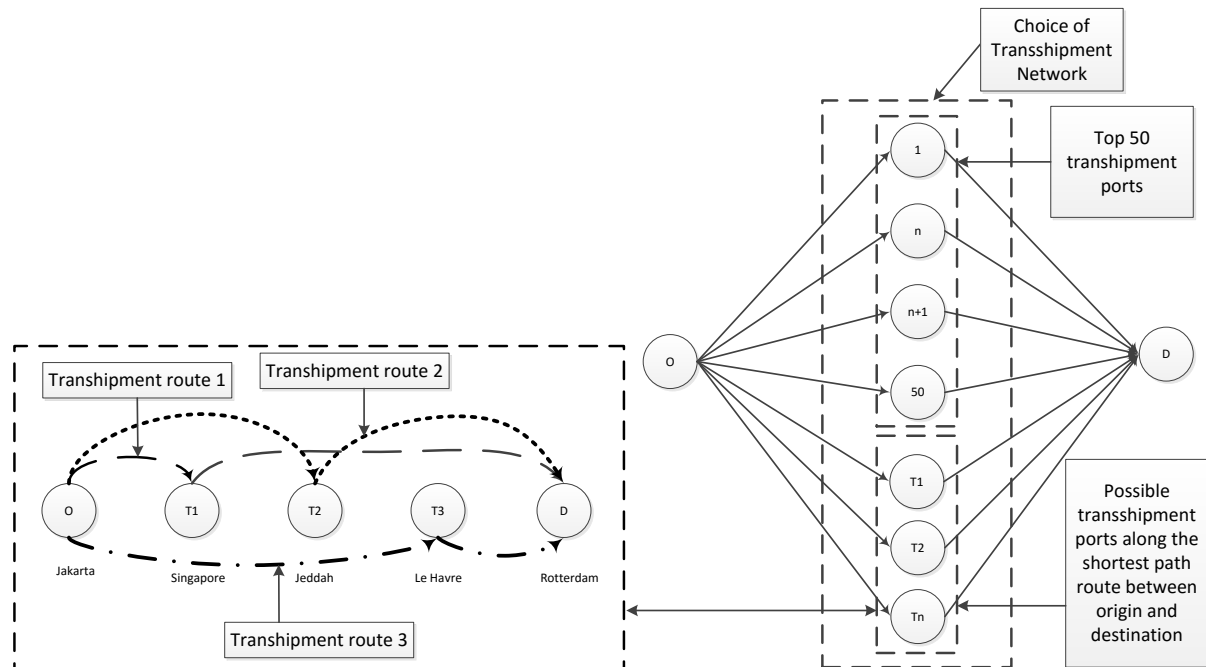 Choice of
Transshipment
Network
Top 50
transhipment
ports
1
n
n+1
50
O
D
T1
T2
Tn
Possible
transshipment
ports along the
shortest path
route between
origin and
destination
Transhipment route 1
Transhipment route 2
O
T1
T2
T3
D
Jakarta
Singapore
Jeddah
Le Havre
Rotterdam
Transhipment route 3